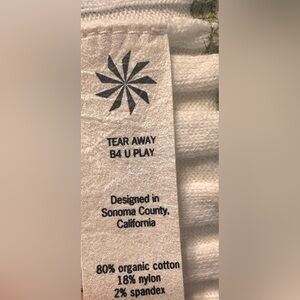 TEAR AWAY
B4 U PLAY
Designed in
Sonoma County,
California
80% organic cotton
18% nylon
2% spandex